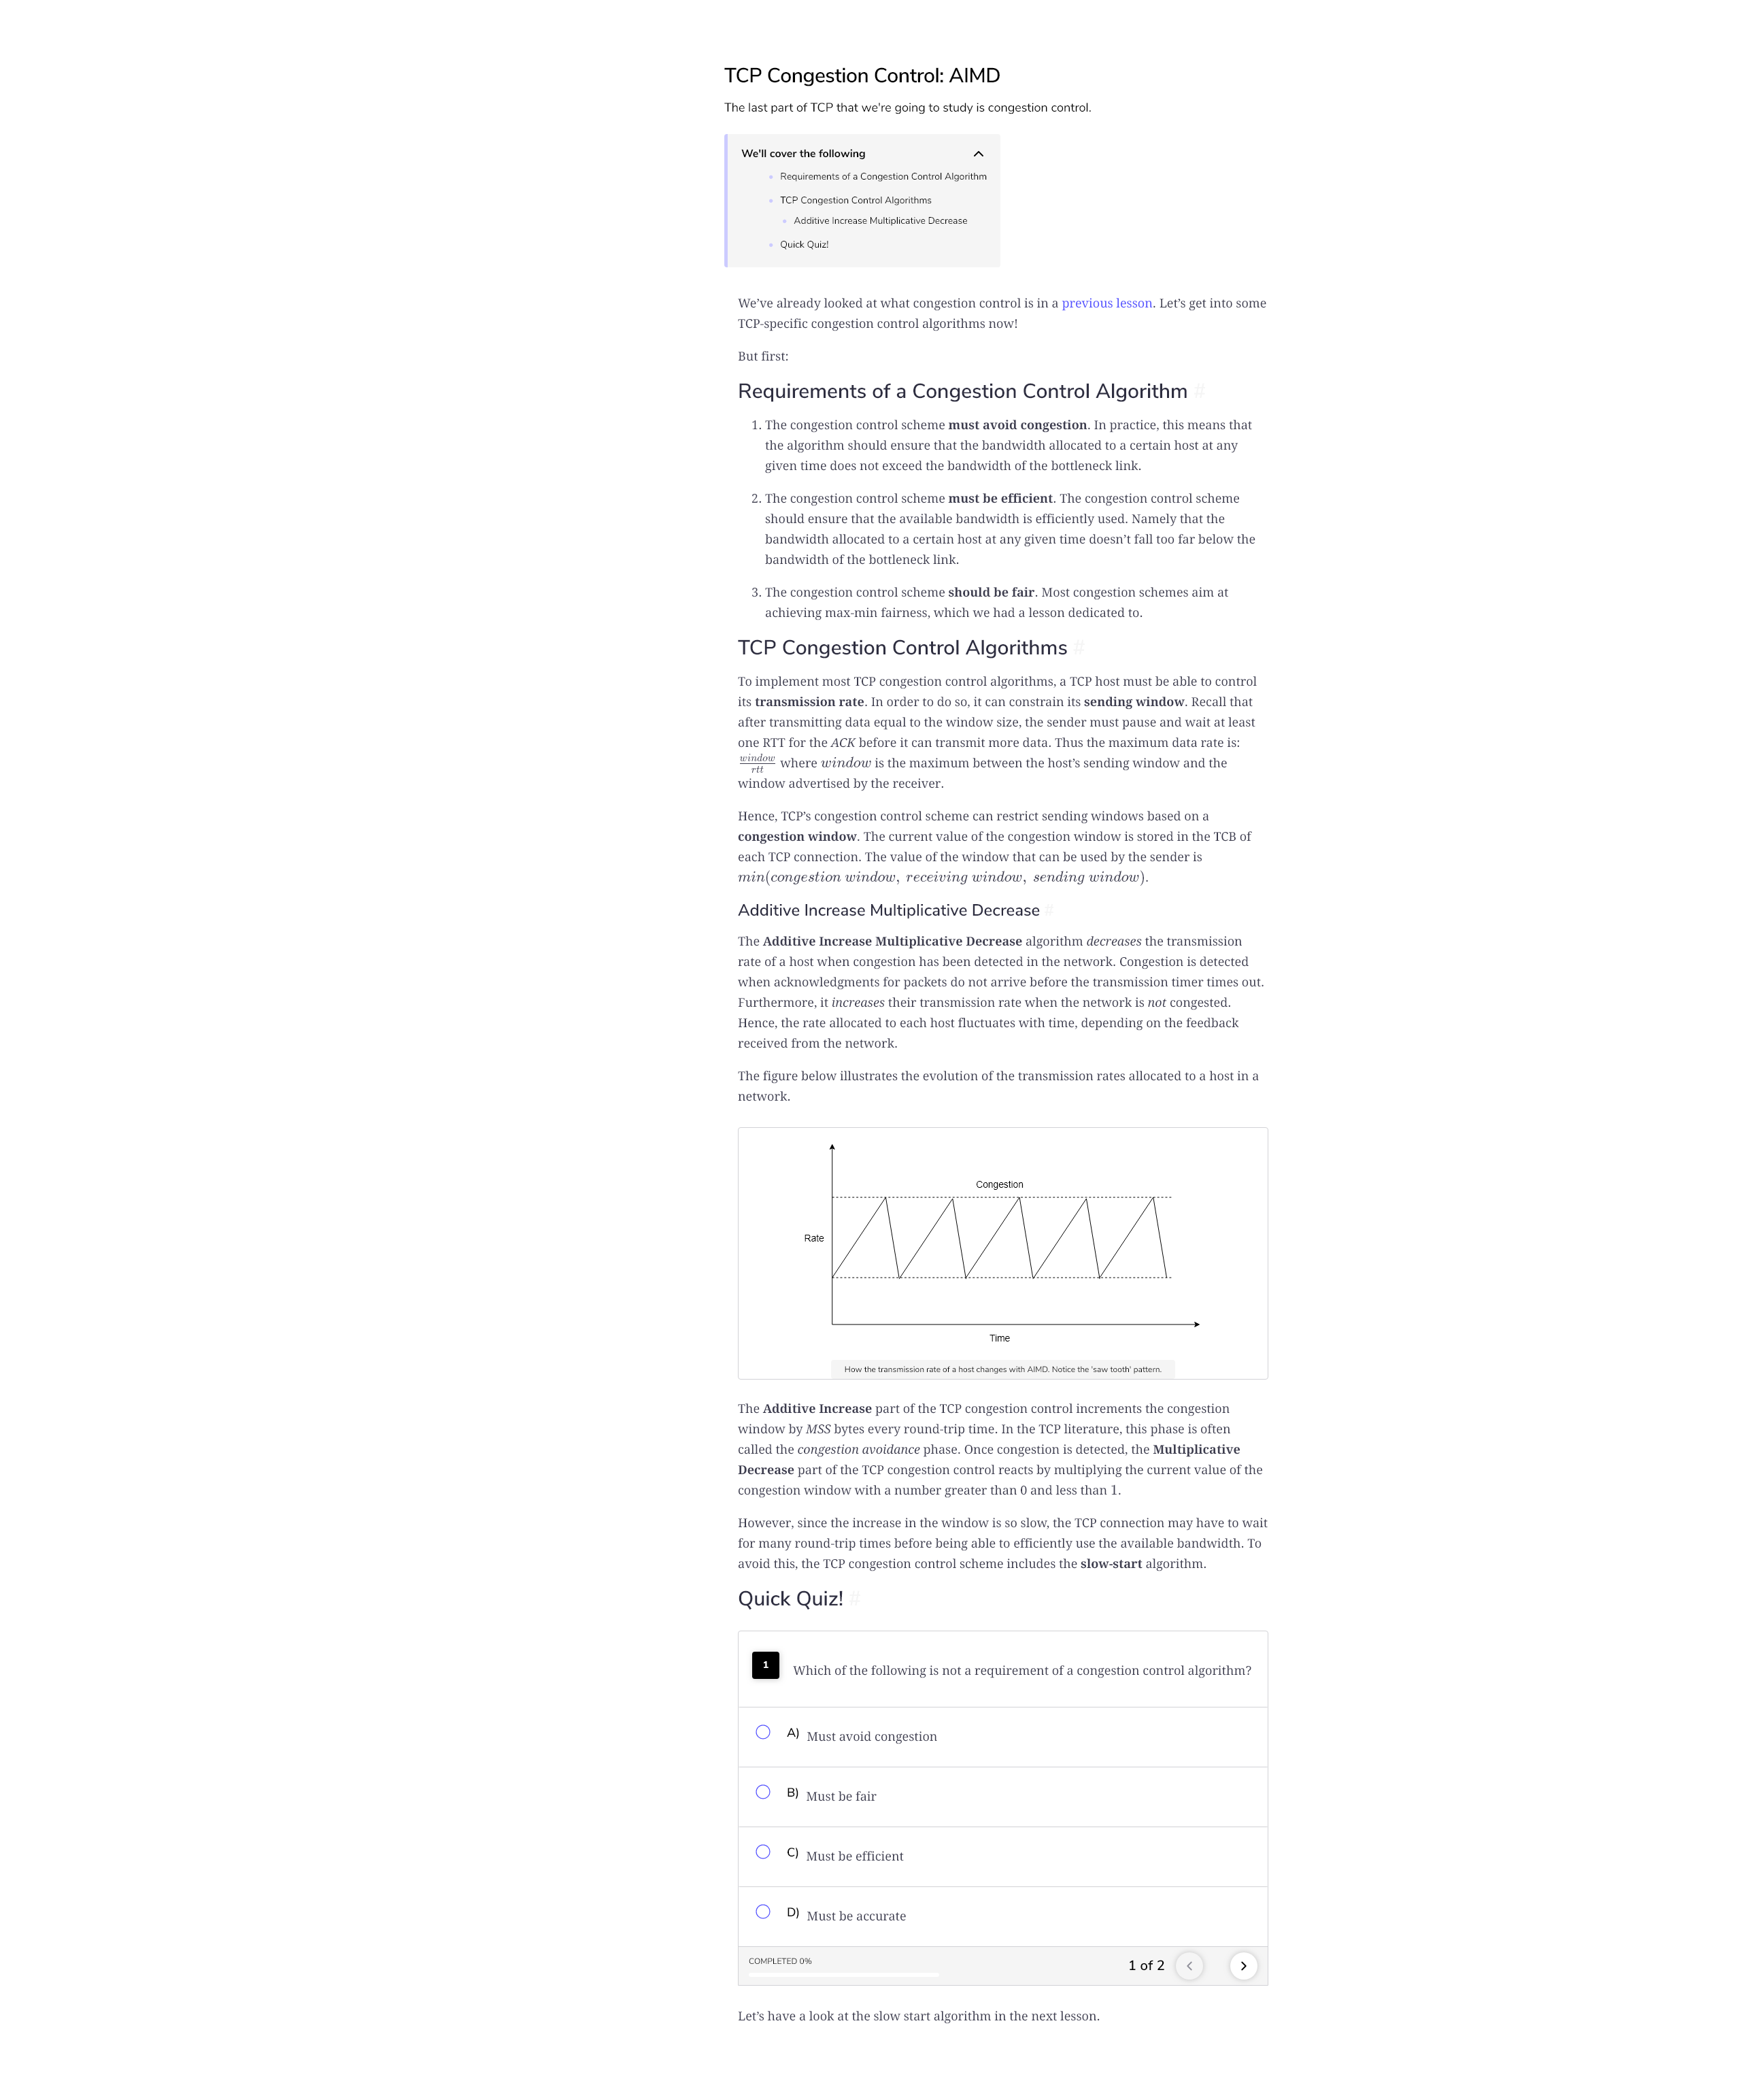 TCP Congestion Control: AIMD
The last part of TCP that we're going to study is congestion control.
We'll cover the following
Requirements of a Congestion Control Algorithm
TCP Congestion Control Algorithms
Additive Increase Multiplicative Decrease
Quick Quiz!
We've already looked at what congestion control is in a previous lesson. Let's get into some
TCP-specific congestion control algorithms now!
But first:
Requirements of a Congestion Control Algorithm #
1. The congestion control scheme must avoid congestion. In practice, this means that
the algorithm should ensure that the bandwidth allocated to a certain host at any
given time does not exceed the bandwidth of the bottleneck link.
2. The congestion control scheme must be efficient. The congestion control scheme
should ensure that the available bandwidth is efficiently used. Namely that the
bandwidth allocated to a certain host at any given time doesn't fall too far below the
bandwidth of the bottleneck link.
3. The congestion control scheme should be fair. Most congestion schemes aim at
achieving max-min fairness, which we had a lesson dedicated to.
TCP Congestion Control Algorithms #
To implement most TCP congestion control algorithms, a TCP host must be able to control
its transmission rate. In order to do so, it can constrain its sending window. Recall that
after transmitting data equal to the window size, the sender must pause and wait at least
one RTT for the ACK before it can transmit more data. Thus the maximum data rate is:
window/rtt where window is the maximum between the host's sending window and the
window advertised by the receiver.
Hence, TCP's congestion control scheme can restrict sending windows based on a
congestion window. The current value of the congestion window is stored in the TCB of
each TCP connection. The value of the window that can be used by the sender is
min(congestion window, receiving window, sending window).
Additive Increase Multiplicative Decrease #
The Additive Increase Multiplicative Decrease algorithm decreases the transmission
rate of a host when congestion has been detected in the network. Congestion is detected
when acknowledgments for packets do not arrive before the transmission timer times out.
Furthermore, it increases their transmission rate when the network is not congested.
Hence, the rate allocated to each host fluctuates with time, depending on the feedback
received from the network.
The figure below illustrates the evolution of the transmission rates allocated to a host in a
network.
Congestion
Rate
Time
How the transmission rate of a host changes with AIMD. Notice the 'saw tooth' pattern.
The Additive Increase part of the TCP congestion control increments the congestion
window by MSS bytes every round-trip time. In the TCP literature, this phase is often
called the congestion avoidance phase. Once congestion is detected, the Multiplicative
Decrease part of the TCP congestion control reacts by multiplying the current value of the
congestion window with a number greater than 0 and less than 1.
However, since the increase in the window is so slow, the TCP connection may have to wait
for many round-trip times before being able to efficiently use the available bandwidth. To
avoid this, the TCP congestion control scheme includes the slow-start algorithm.
Quick Quiz! #
1 Which of the following is not a requirement of a congestion control algorithm?
A) Must avoid congestion
B) Must be fair
C) Must be efficient
D) Must be accurate
COMPLETED 0%
1 of 2
Let's have a look at the slow start algorithm in the next lesson.